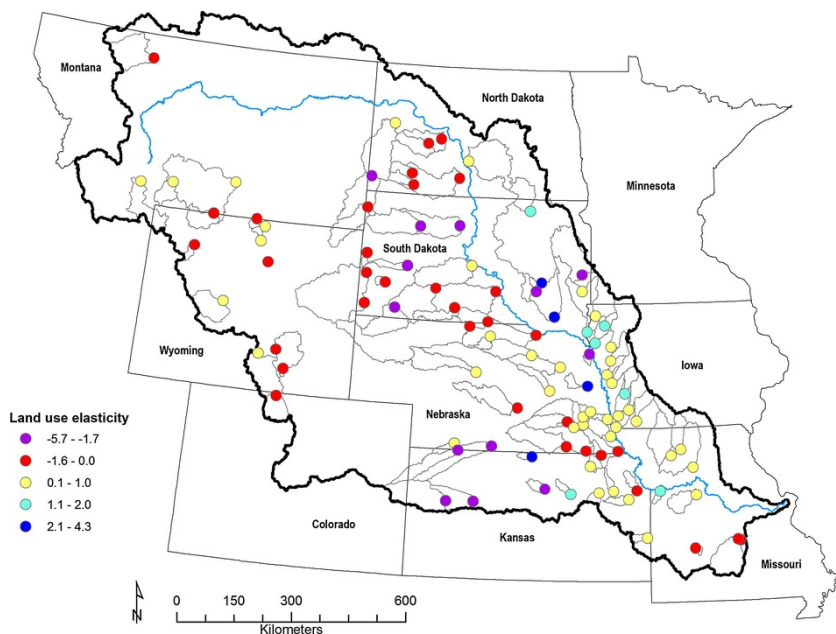 Montana
North Dakota
Minnesota
South Dakota
Wyoming
Iowa
Land use elasticity
-5.7 - -1.7
-1.6 - 0.0
0.1 - 1.0
1.1 - 2.0
2.1 - 4.3
Nebraska
Colorado
Kansas
Missouri
N
0 150 300 600
Kilometers